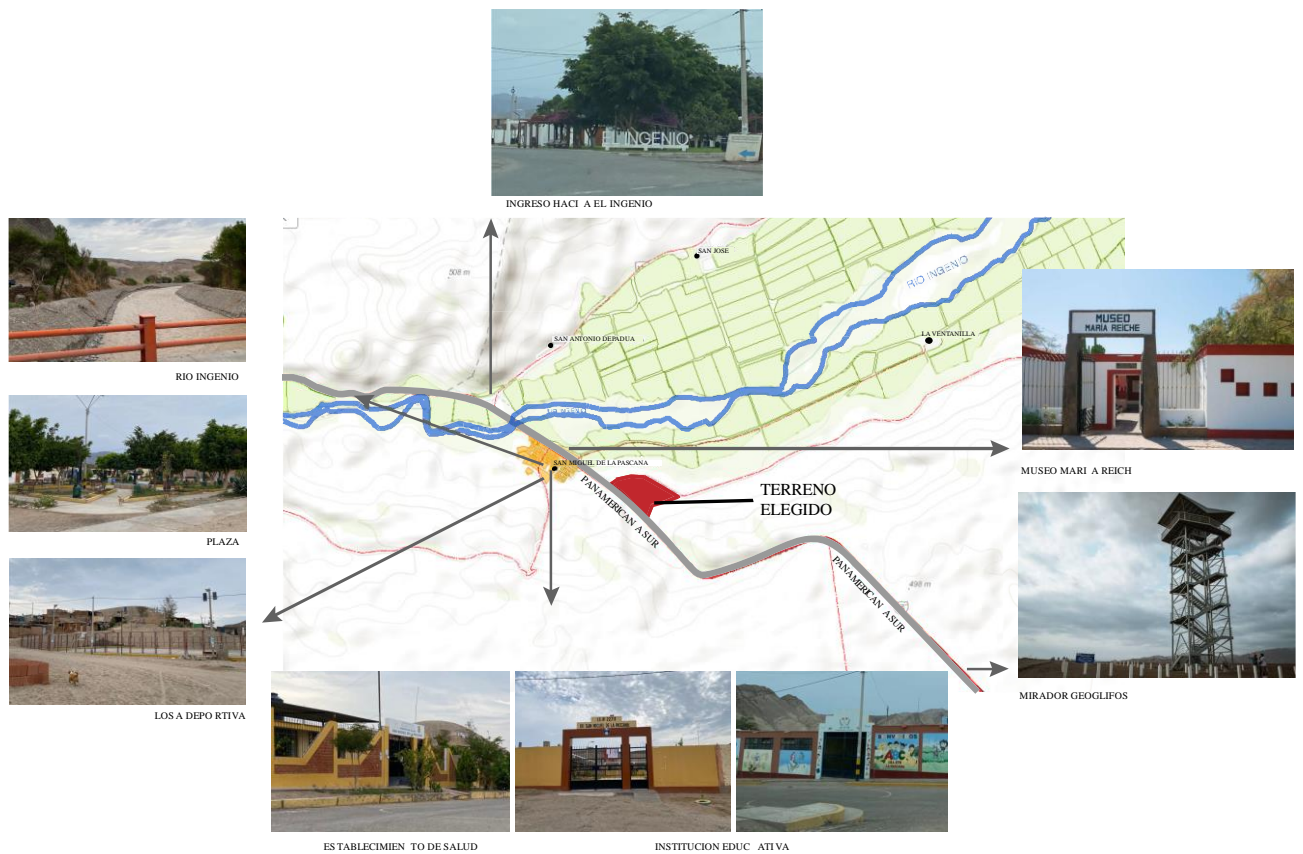 EL INGENIO
INGRESO HACI A EL INGENIO
RIO INGENIO
PLAZA
LOS A DEPO RTIVA
508 m
SAN JOSE
RIO INGENIO
SAN ANTONIO DEPADUA
LA VENTANILLA
SAN MIGUEL DE LA PASCANA
TERRENO
ELEGIDO
PANAMERICAN A SUR
PANAMERICAN A SUR
498 m
MUSEO
MARIA REICHE
MUSEO MARI A REICH
MIRADOR GEOGLIFOS
ES TABLECIMIEN TO DE SALUD
INSTITUCION EDUC ATIVA